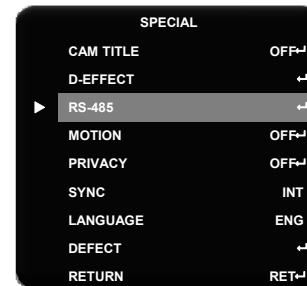 SPECIAL
CAM TITLE OFF↵
D-EFFECT ↵
RS-485 ↵
MOTION OFF↵
PRIVACY OFF↵
SYNC INT
LANGUAGE ENG
DEFECT ↵
RETURN RET↵